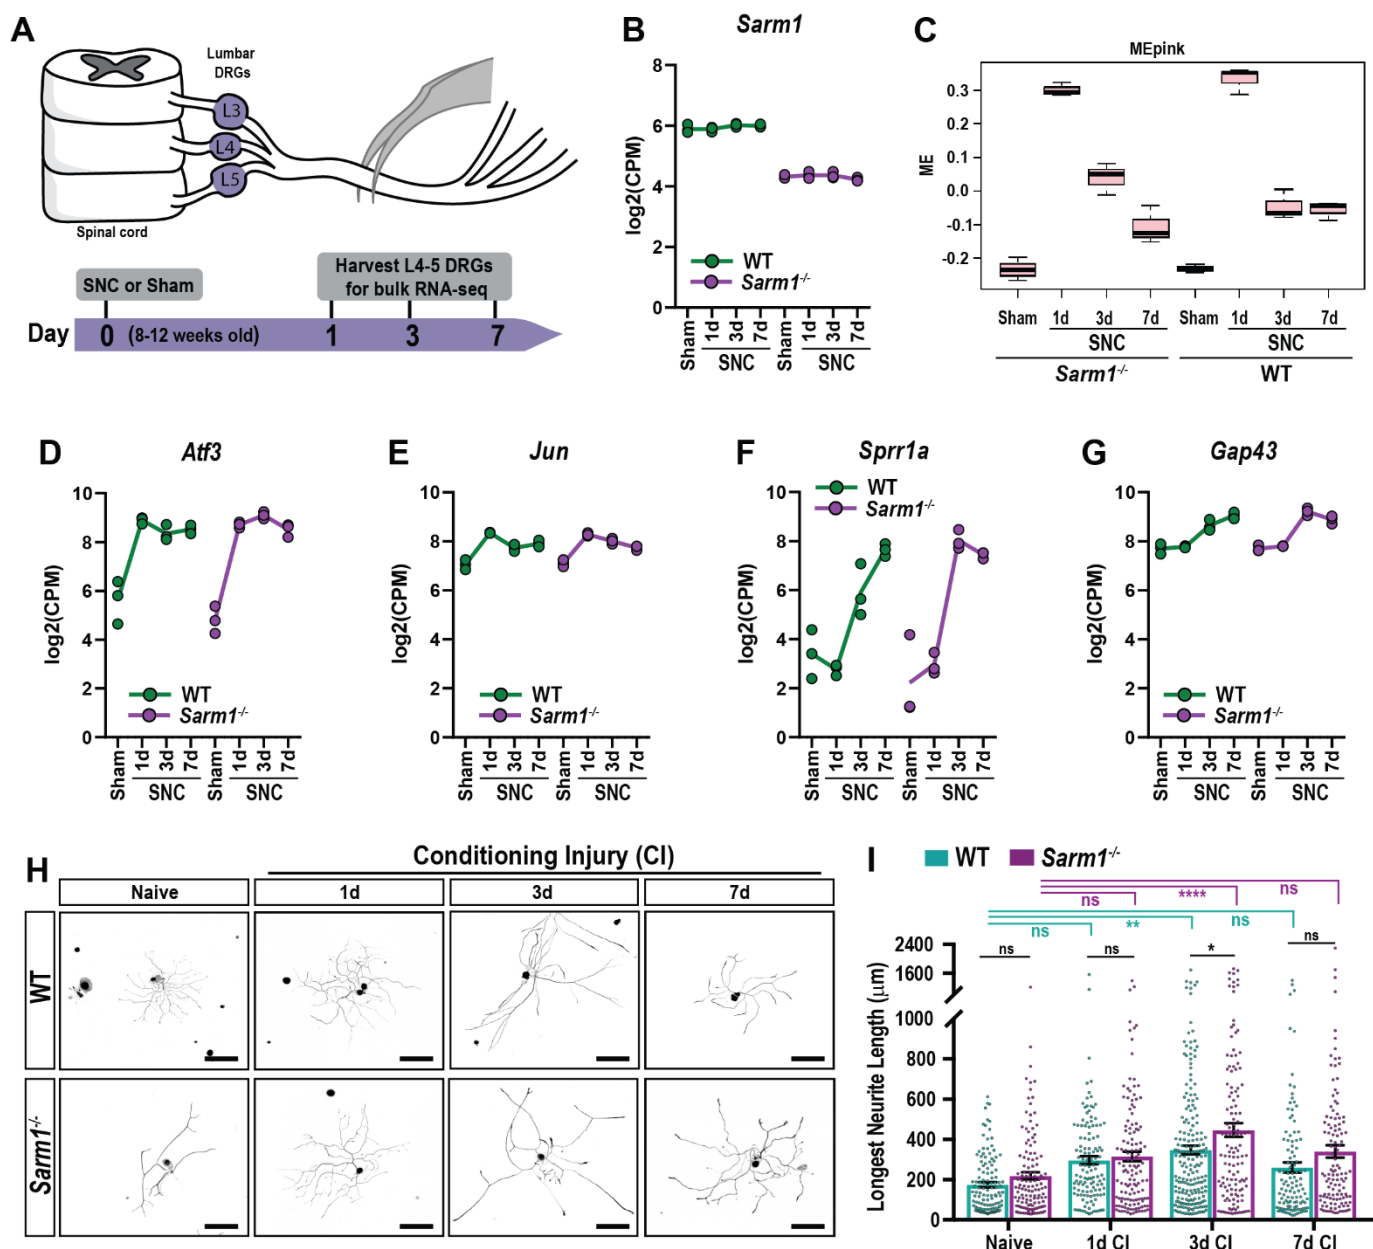 A
Lumbar
DRGs
L3
L4
L5
Spinal cord
SNC or Sham
Harvest L4-5 DRGs
for bulk RNA-seq
Day
0
(8-12 weeks old)
1
3
7
B
Sarm1
log2(CPM)
8
6
4
2
0
WT
Sarm1-/-
Sham
1d
3d
7d
Sham
1d
3d
7d
SNC
SNC
C
MEpink
ME
0.3
0.1
0.0
-0.1
-0.2
Sham
1d
3d
7d
Sham
1d
3d
7d
SNC
SNC
Sarm1-/-
WT
D
Atf3
log2(CPM)
10
8
6
4
2
0
WT
Sarm1-/-
Sham
1d
3d
7d
Sham
1d
3d
7d
SNC
SNC
E
Jun
log2(CPM)
10
8
6
4
2
0
WT
Sarm1-/-
Sham
1d
3d
7d
Sham
1d
3d
7d
SNC
SNC
F
Sprr1a
log2(CPM)
10
8
6
4
2
0
WT
Sarm1-/-
Sham
1d
3d
7d
Sham
1d
3d
7d
SNC
SNC
G
Gap43
log2(CPM)
10
8
6
4
2
0
WT
Sarm1-/-
Sham
1d
3d
7d
Sham
1d
3d
7d
SNC
SNC
H
Conditioning Injury (CI)
Naive
1d
3d
7d
WT
Sarm1-/-
I
WT
Sarm1-/-
ns
****
ns
ns
**
ns
ns
ns
*
ns
Longest Neurite Length (μm)
2400
1600
1000
800
600
400
200
0
Naive
1d CI
3d CI
7d CI